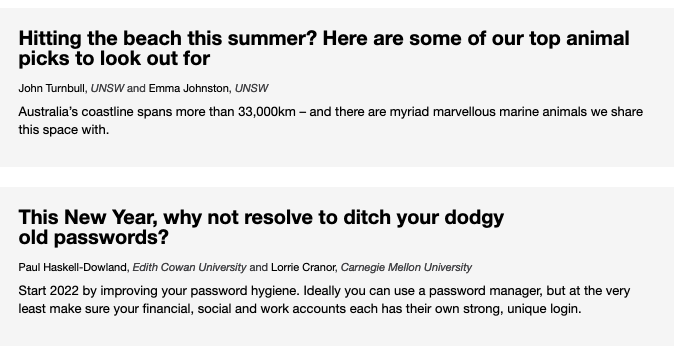 Hitting the beach this summer? Here are some of our top animal
picks to look out for
John Turnbull, UNSW and Emma Johnston, UNSW
Australia’s coastline spans more than 33,000km – and there are myriad marvellous marine animals we share
this space with.
This New Year, why not resolve to ditch your dodgy
old passwords?
Paul Haskell-Dowland, Edith Cowan University and Lorrie Cranor, Carnegie Mellon University
Start 2022 by improving your password hygiene. Ideally you can use a password manager, but at the very
least make sure your financial, social and work accounts each has their own strong, unique login.